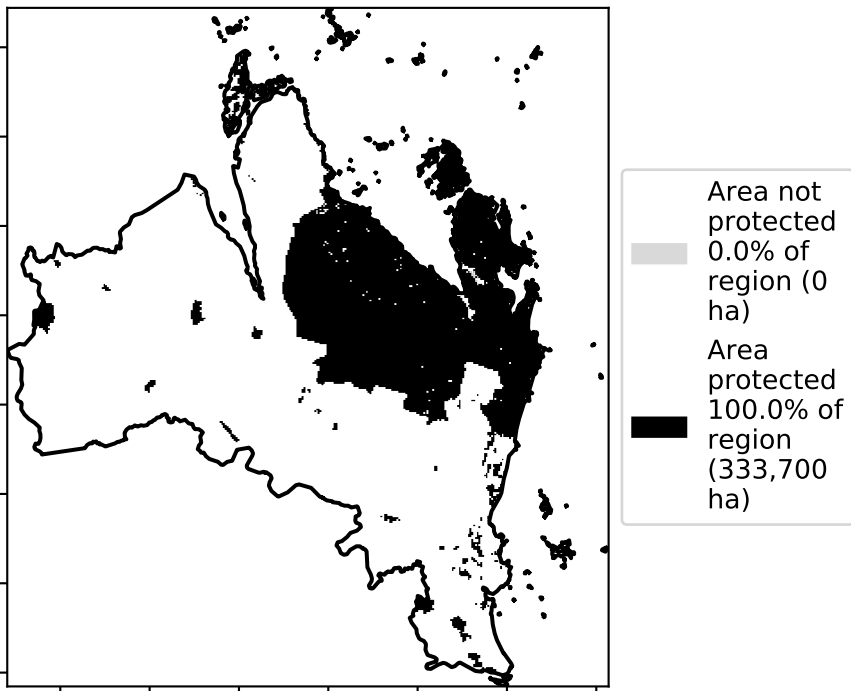 Area not
protected
0.0% of
region (0
ha)
Area
protected
100.0% of
region
(333,700
ha)